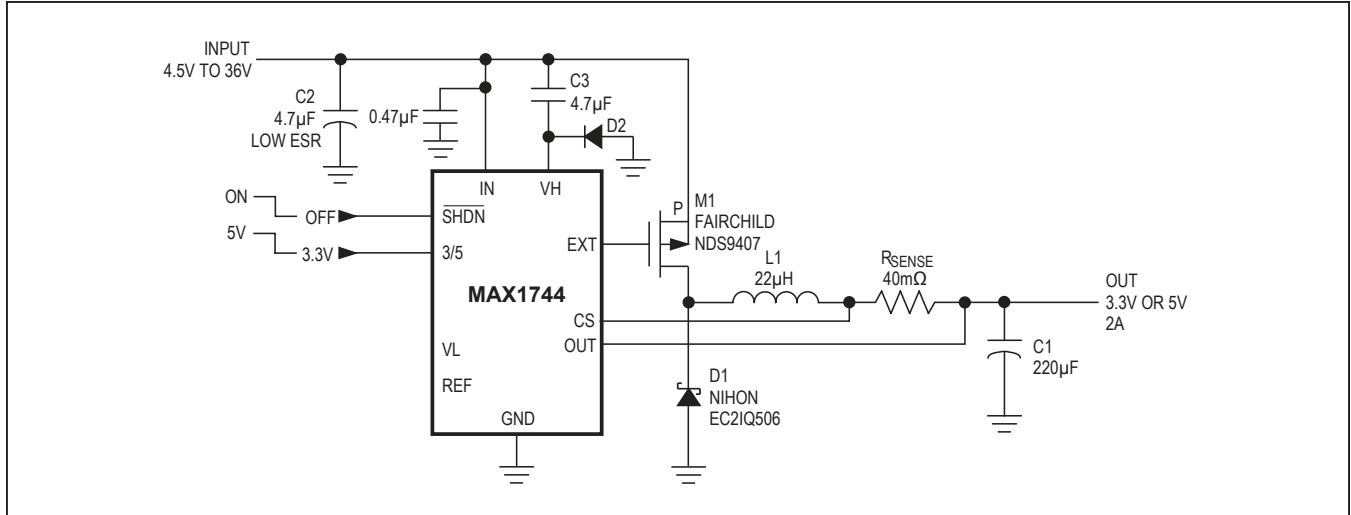 INPUT
4.5V TO 36V
C2
4.7µF
LOW ESR
0.47µF
C3
4.7µF
D2
IN
VH
ON
OFF
SHDN
5V
3.3V
3/5
EXT
P
M1
FAIRCHILD
NDS9407
MAX1744
L1
22µH
RSENSE
40mΩ
OUT
3.3V OR 5V
2A
CS
OUT
VL
REF
GND
D1
NIHON
EC2IQ506
C1
220µF